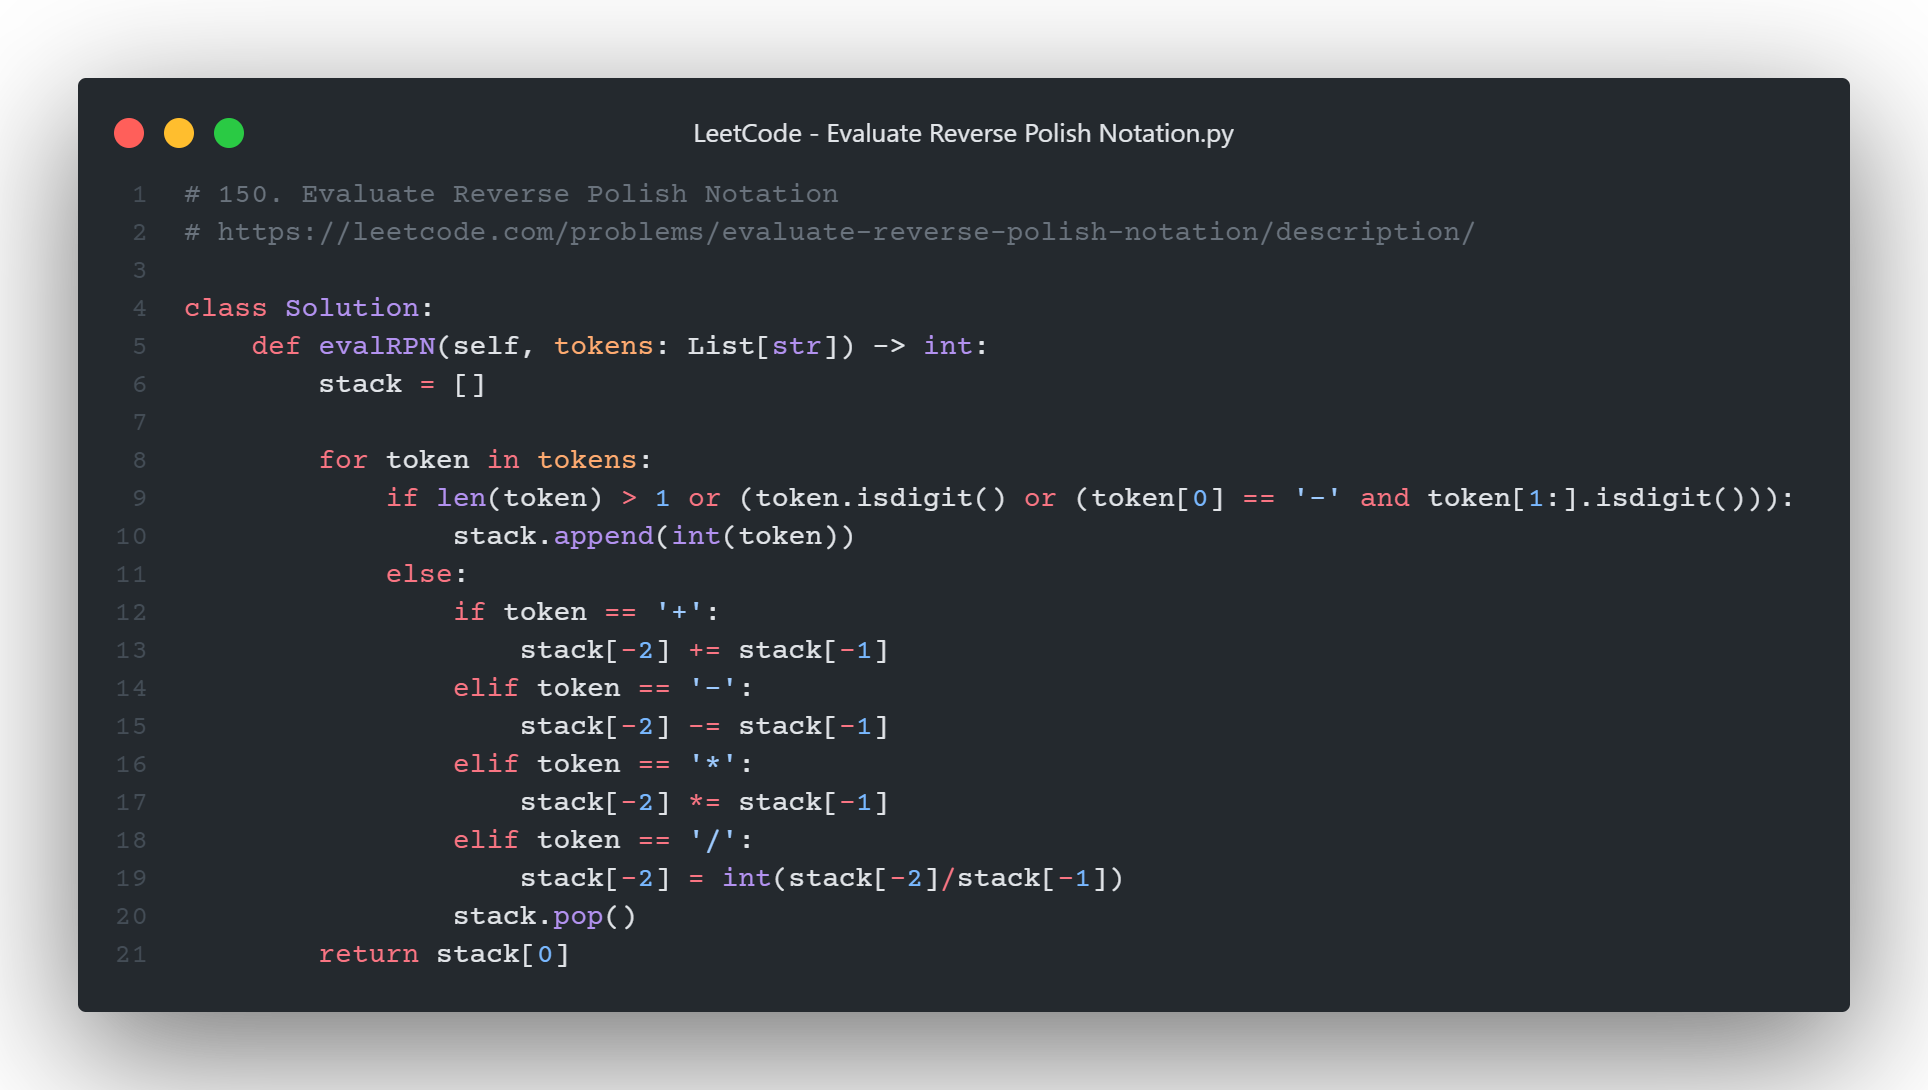 LeetCode - Evaluate Reverse Polish Notation.py
1 # 150. Evaluate Reverse Polish Notation
2 # https://leetcode.com/problems/evaluate-reverse-polish-notation/description/
3
4 class Solution:
5     def evalRPN(self, tokens: List[str]) -> int:
6         stack = []
7
8         for token in tokens:
9             if len(token) > 1 or (token.isdigit() or (token[0] == '-' and token[1:].isdigit())):
10                 stack.append(int(token))
11             else:
12                 if token == '+':
13                     stack[-2] += stack[-1]
14                 elif token == '-':
15                     stack[-2] -= stack[-1]
16                 elif token == '*':
17                     stack[-2] *= stack[-1]
18                 elif token == '/':
19                     stack[-2] = int(stack[-2]/stack[-1])
20                 stack.pop()
21         return stack[0]